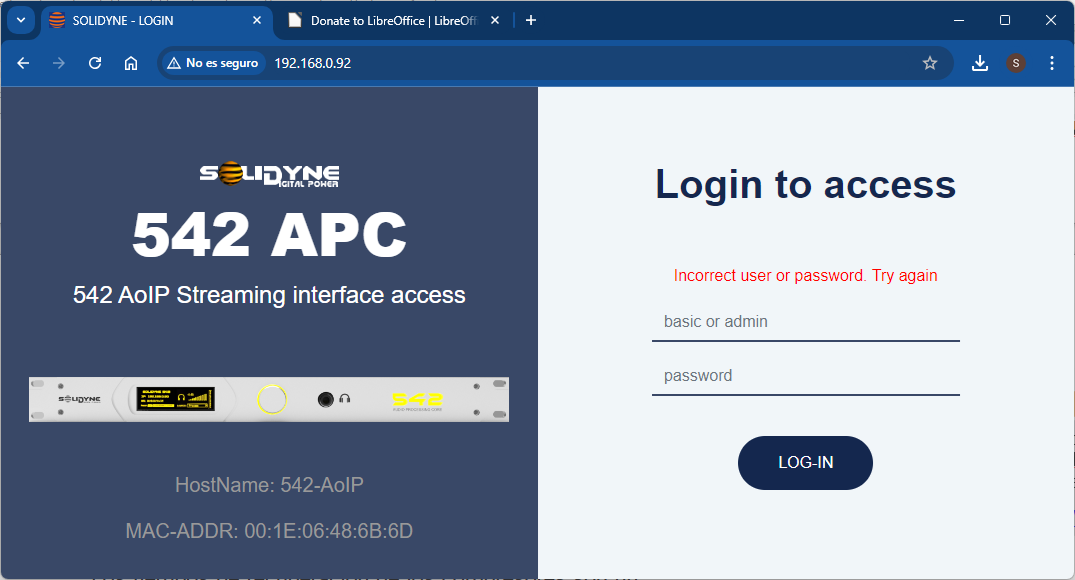 SOLIDYNE - LOGIN
Donate to LibreOffice | LibreOffi
No es seguro
192.168.0.92
S
SOLIDYNE
DIGITAL POWER
542 APC
542 AoIP Streaming interface access
SOLIDYNE
542
HostName: 542-AoIP
MAC-ADDR: 00:1E:06:48:6B:6D
Login to access
Incorrect user or password. Try again
basic or admin
password
LOG-IN